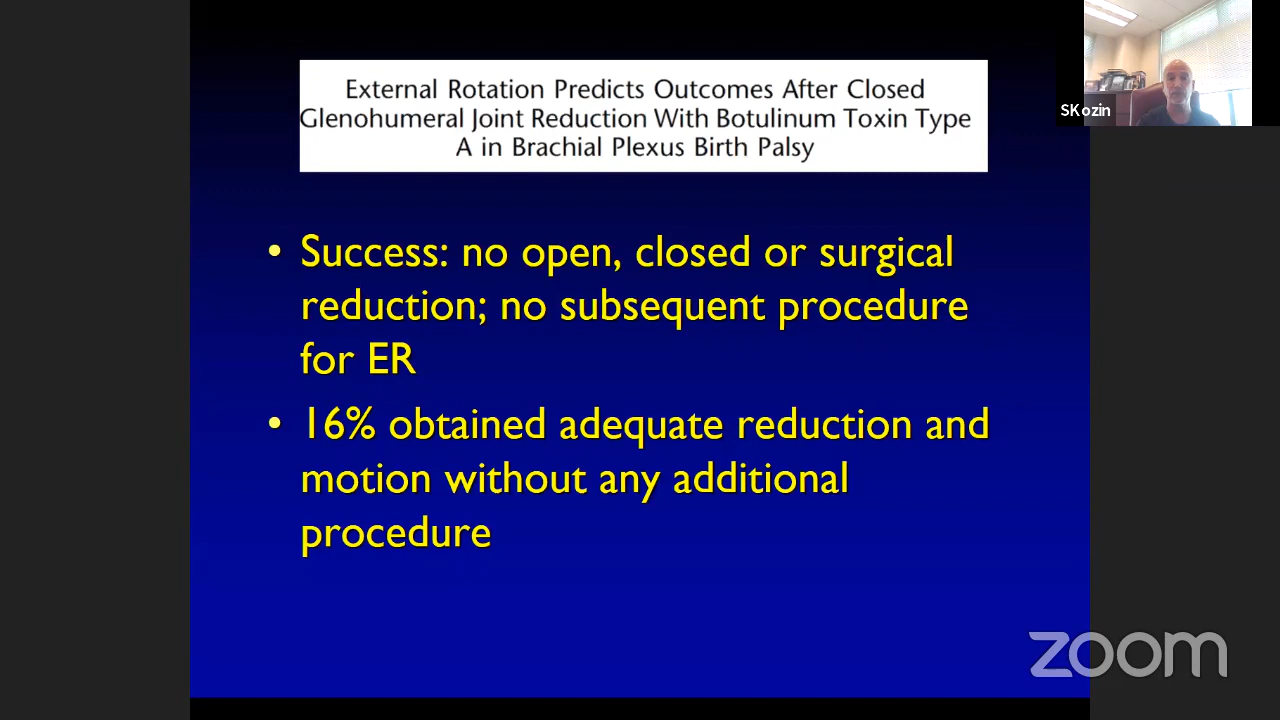 External Rotation Predicts Outcomes After Closed
Glenohumeral Joint Reduction With Botulinum Toxin Type
A in Brachial Plexus Birth Palsy
SKozin
• Success: no open, closed or surgical
reduction; no subsequent procedure
for ER
• 16% obtained adequate reduction and
motion without any additional
procedure
zoom